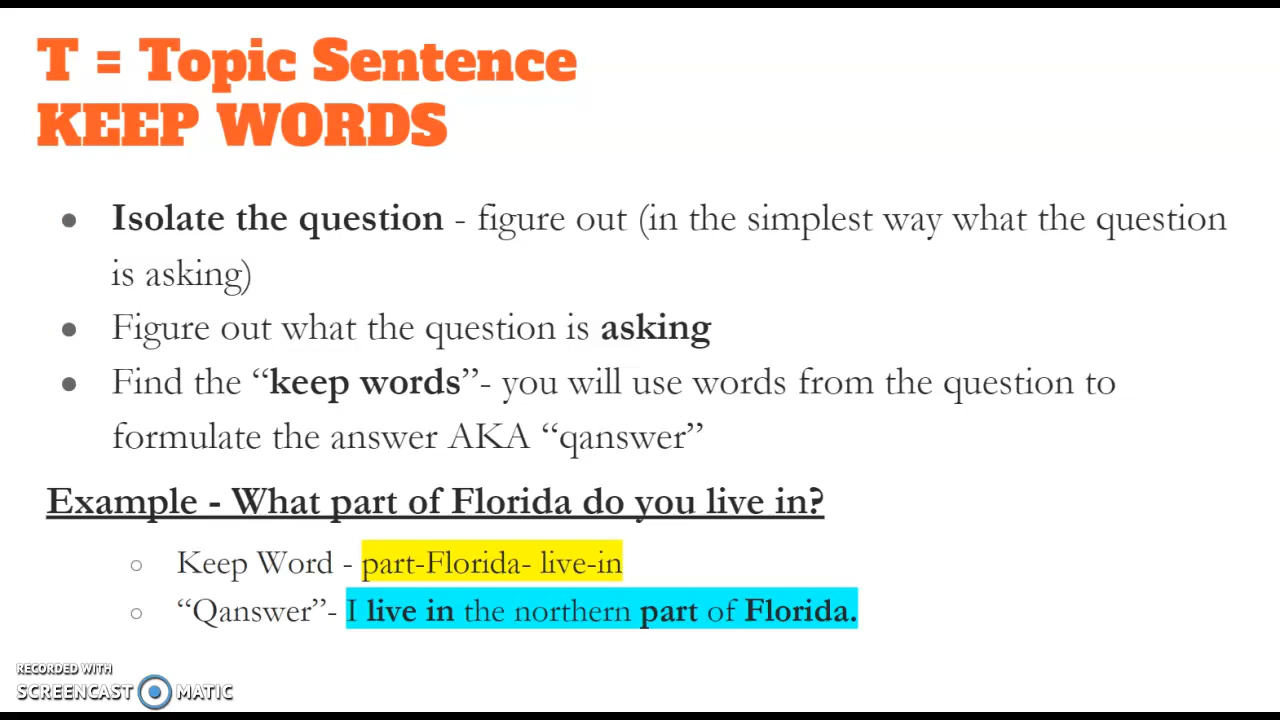 T = Topic Sentence
KEEP WORDS
● Isolate the question - figure out (in the simplest way what the question
is asking)
● Figure out what the question is asking
● Find the “keep words”- you will use words from the question to
formulate the answer AKA “qanswer”
Example - What part of Florida do you live in?
○ Keep Word - part-Florida- live-in
○ “Qanswer”- I live in the northern part of Florida.
RECORDED WITH
SCREENCAST MATIC